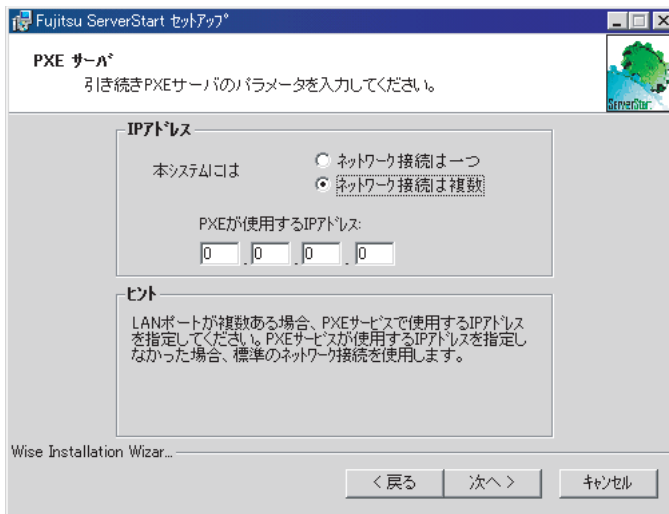 Fujitsu ServerStart ｾｯﾄｱｯﾌﾟ
PXE ｻｰﾊﾞ
引き続きPXEサーバのパラメータを入力してください。
ServerStart
IPｱﾄﾞﾚｽ
本ｼｽﾃﾑには
ﾈｯﾄﾜｰｸ接続は一つ
ﾈｯﾄﾜｰｸ接続は複数
PXEが使用するIPｱﾄﾞﾚｽ:
0 . 0 . 0 . 0
ﾋﾝﾄ
LANポートが複数ある場合、PXEｻｰﾋﾞｽで使用するIPｱﾄﾞﾚｽ
を指定してください。PXEｻｰﾋﾞｽが使用するIPｱﾄﾞﾚｽを指定し
なかった場合、標準のﾈｯﾄﾜｰｸ接続を使用します。
Wise Installation Wizar...
< 戻る
次へ >
ｷｬﾝｾﾙ